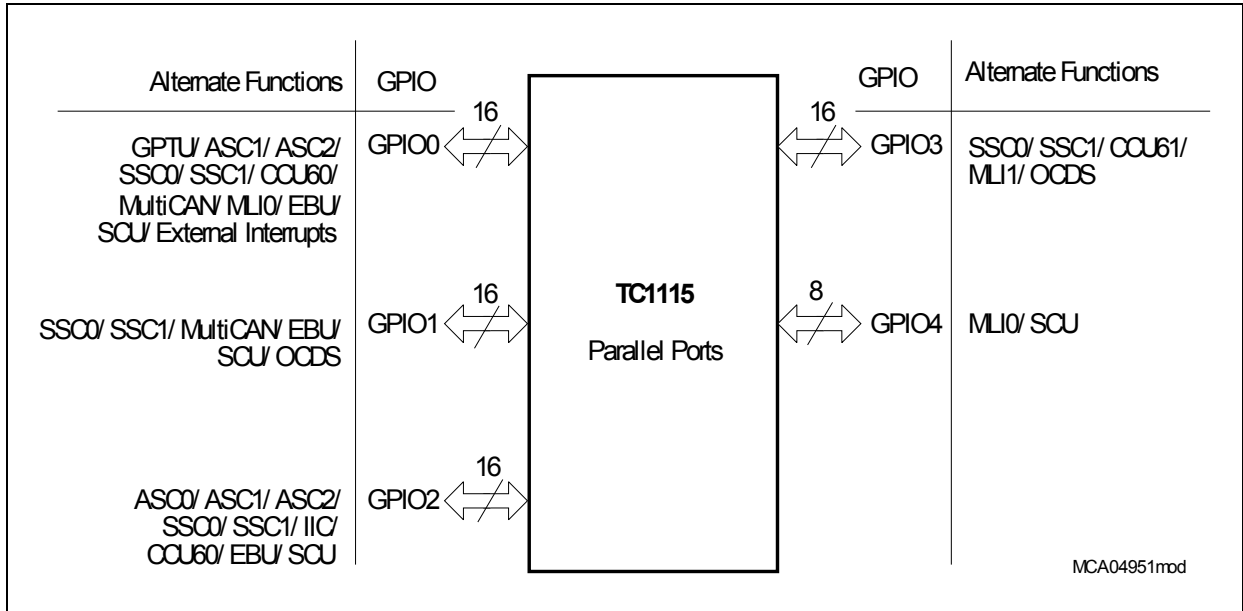 Alternate Functions
GPIO
GPIO
Alternate Functions
16
GPTU/ ASC1/ ASC2/
SSC0/ SSC1/ CCU60/
MultiCAN/ MLI0/ EBU/
SCU/ External Interrupts
GPIO0
16
GPIO3
SSC0/ SSC1/ CCU61/
MLI1/ OCDS
16
SSC0/ SSC1/ MultiCAN/ EBU/
SCU/ OCDS
GPIO1
TC1115
Parallel Ports
8
GPIO4
MLI0/ SCU
16
ASC0/ ASC1/ ASC2/
SSC0/ SSC1/ IIC/
CCU60/ EBU/ SCU
GPIO2
MCA04951mod